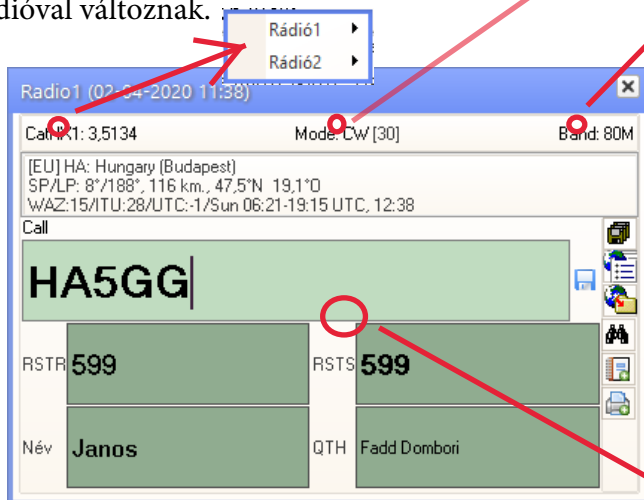 dióval változnak.
Rádió1
Rádió2
Radio1 (02-04-2020 11:38)
1: 3,5134 Mode: CW [30] Band: 80M
[EU] HA: Hungary (Budapest)
SP/LP: 8°/188°, 116 km., 47,5°N 19,1°O
WAZ:15/ITU:28/UTC:-1/Sun 06:21-19:15 UTC, 12:38
Call
HA5GG
RSTR 599 RSTS 599
Név Janos QTH Fadd Dombori